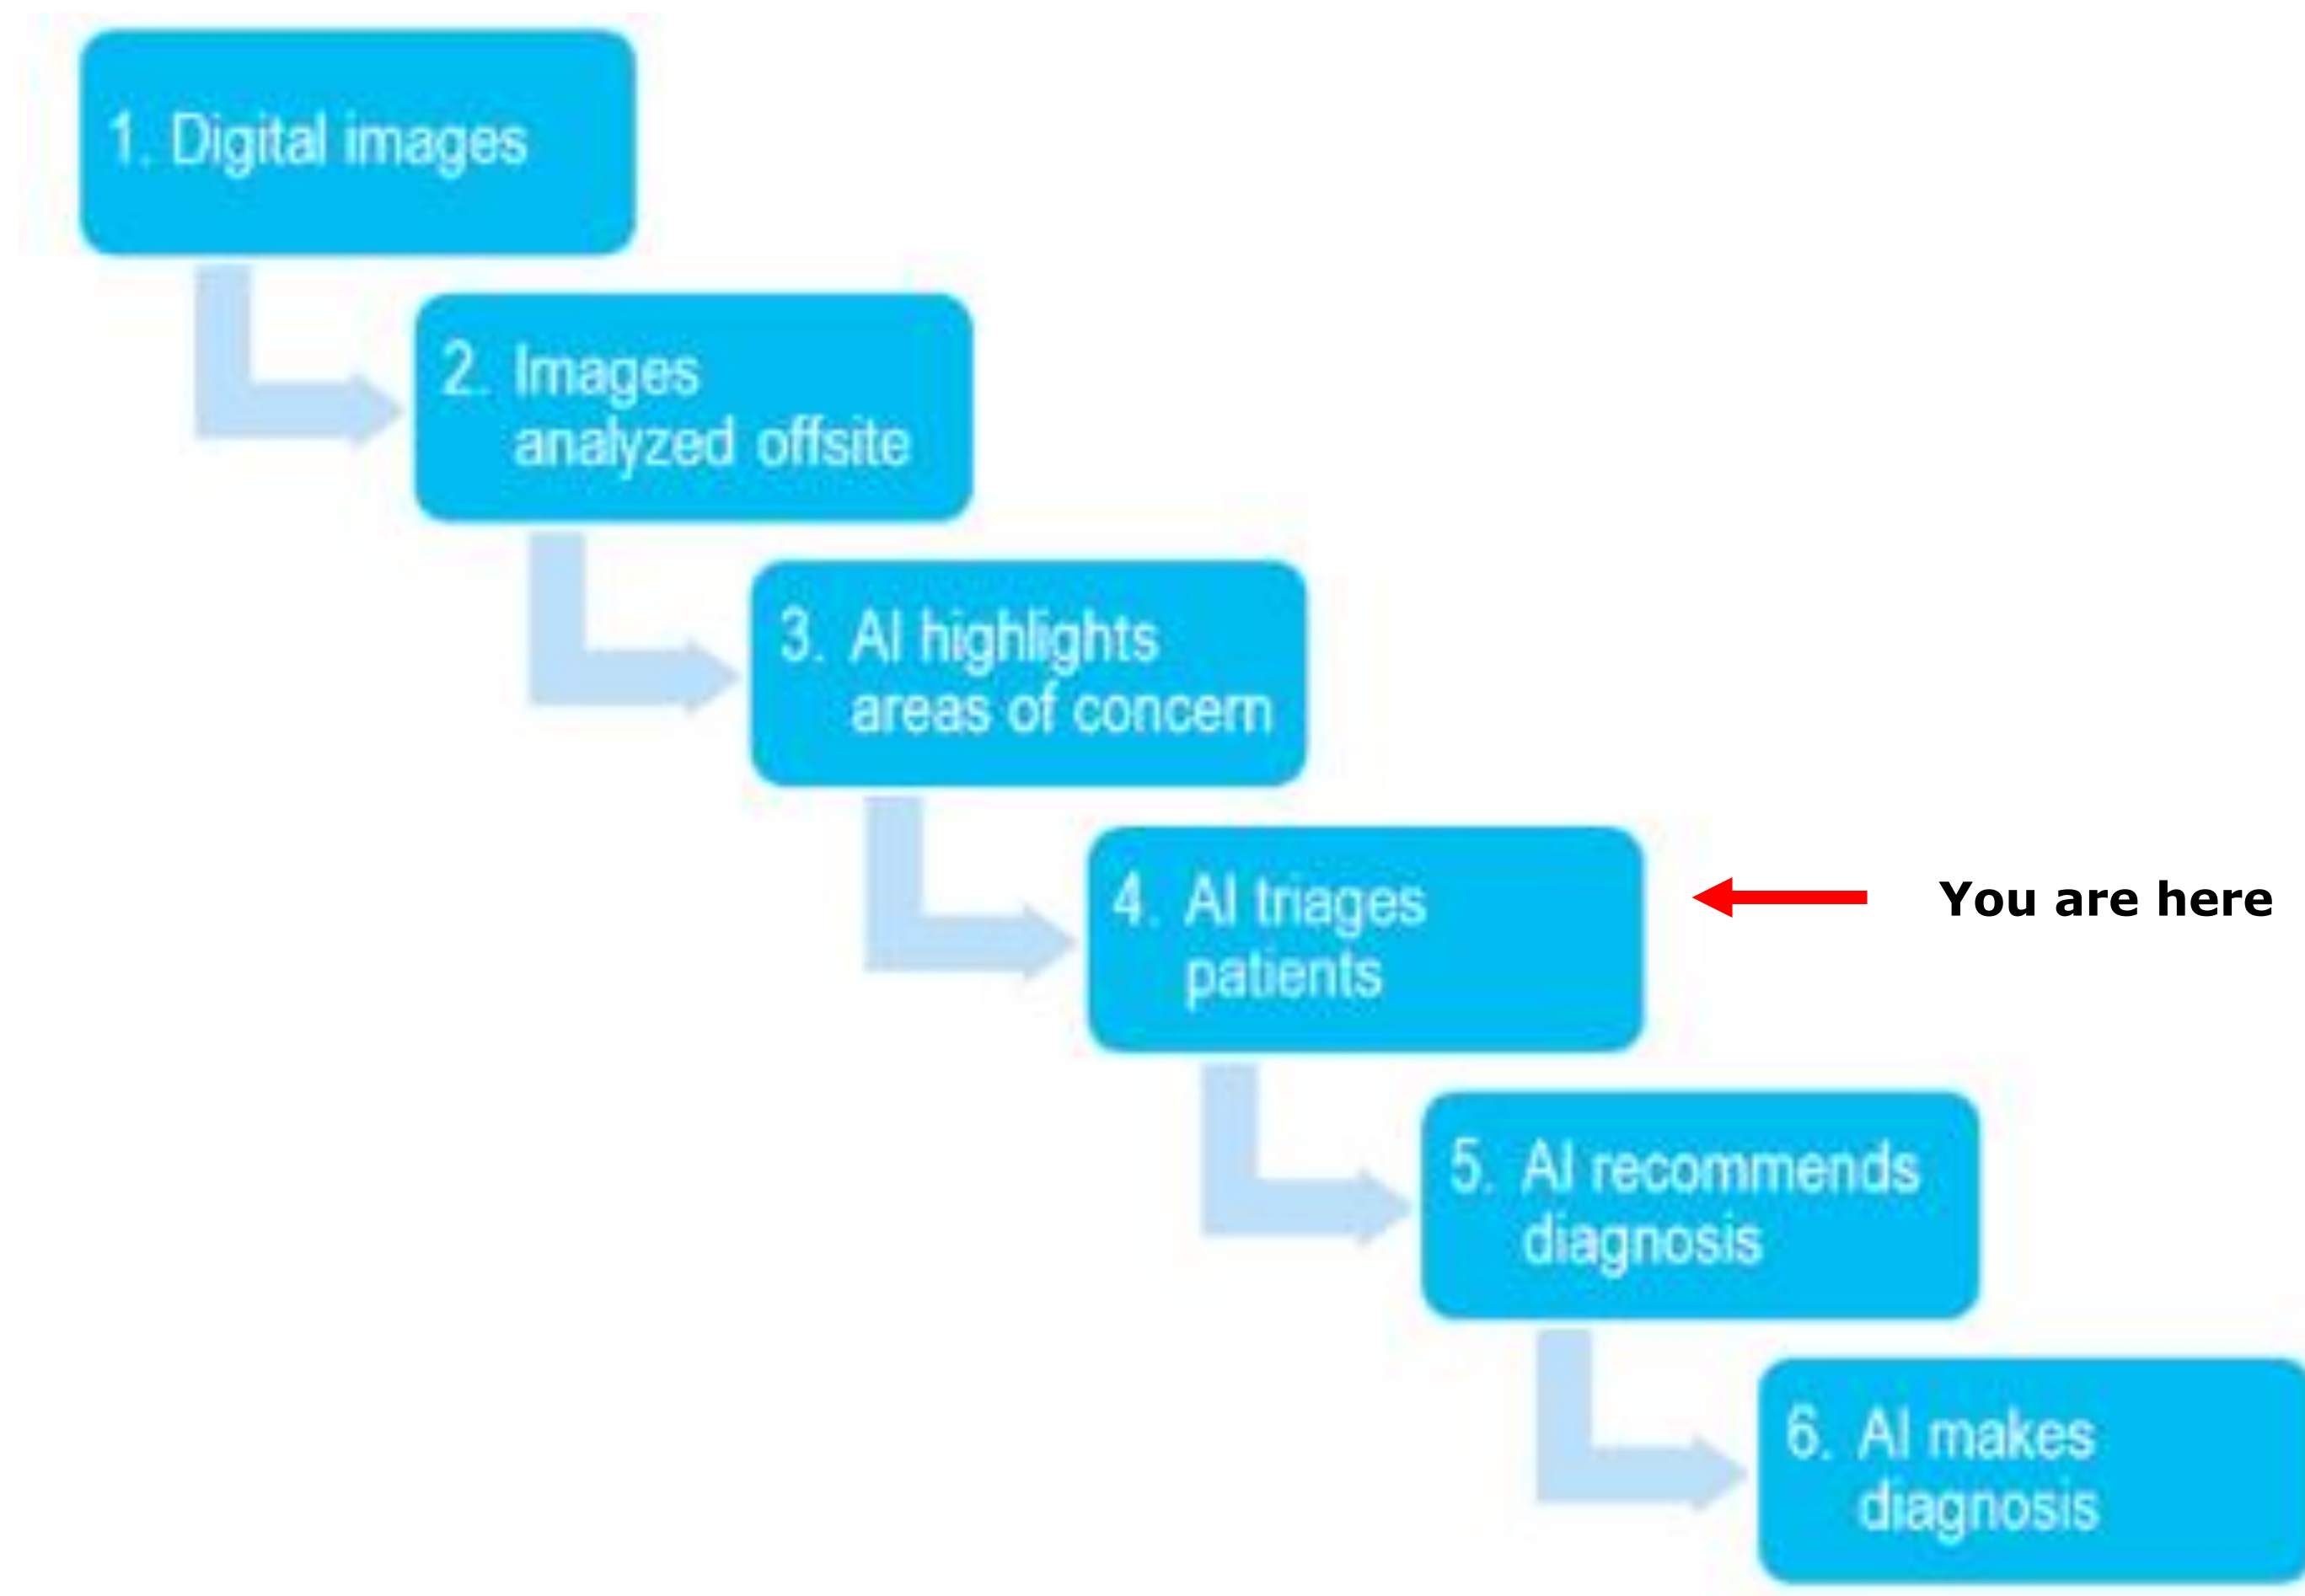 1. Digital images
2. Images
analyzed offsite
3. AI highlights
areas of concern
4. AI triages
patients
You are here
5. AI recommends
diagnosis
6. AI makes
diagnosis